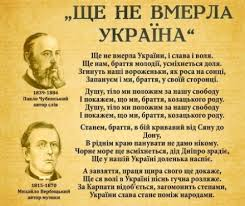 „ЩЕ НЕ ВМЕРЛА
УКРАЇНА“
Ще не вмерла України, і слава і воля.
Ще нам, браття молодії, усміхнеться доля.
Згинуть наші вороженьки, як роса на сонці,
Запануєм і ми, браття, у своїй сторонці.
Душу, тіло ми положим за нашу свободу
І покажем, що ми, браття, козацького роду.
Душу, тіло ми положим за нашу свободу
І покажем, що ми, браття, козацького роду.
Станем, браття, в бій кривавий від Сяну до
Дону,
В ріднім краю панувати не дамо нікому.
Чорне море ще всміхнеться, дід Дніпро зрадіє,
Ще у нашій Україні доленька наспіє.
А завзяття, праця щира свого ще докаже,
Ще ся волі в Україні піснь гучна розляже.
За Карпати відоб'ється, загомонить степами,
України слава стане поміж народами.
1839-1884
Павло Чубинський
автор слів
1815-1870
Михайло Вербицький
автор музики